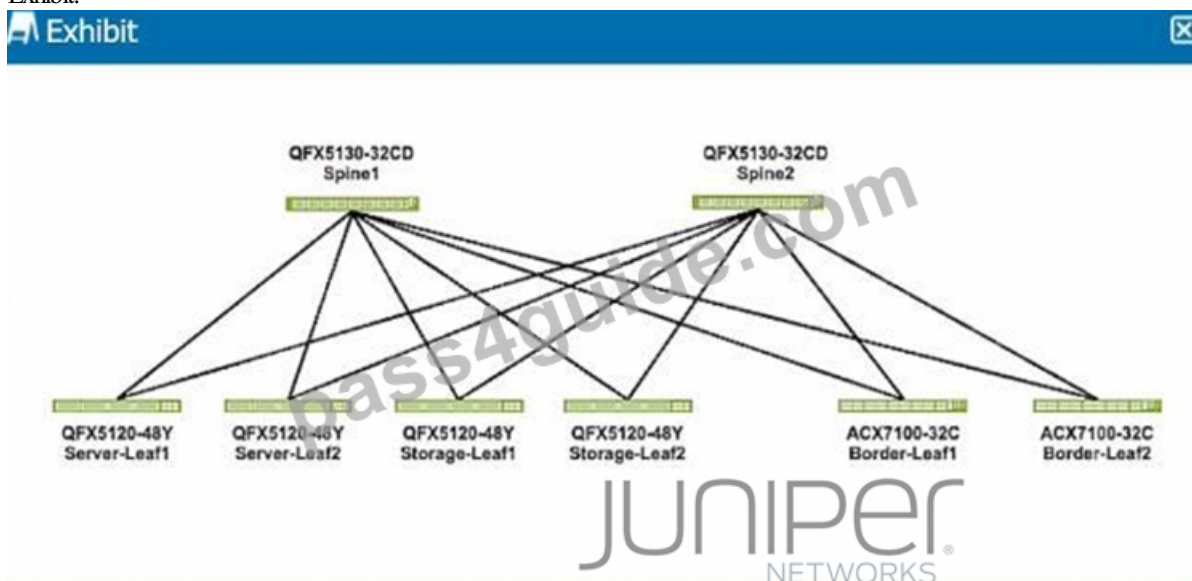 Exhibit
QFX5130-32CD
Spine1
QFX5130-32CD
Spine2
pass4guide.com
QFX5120-48Y
Server-Leaf1
QFX5120-48Y
Server-Leaf2
QFX5120-48Y
Storage-Leaf1
QFX5120-48Y
Storage-Leaf2
ACX7100-32C
Border-Leaf1
ACX7100-32C
Border-Leaf2
JUNIPER
NETWORKS